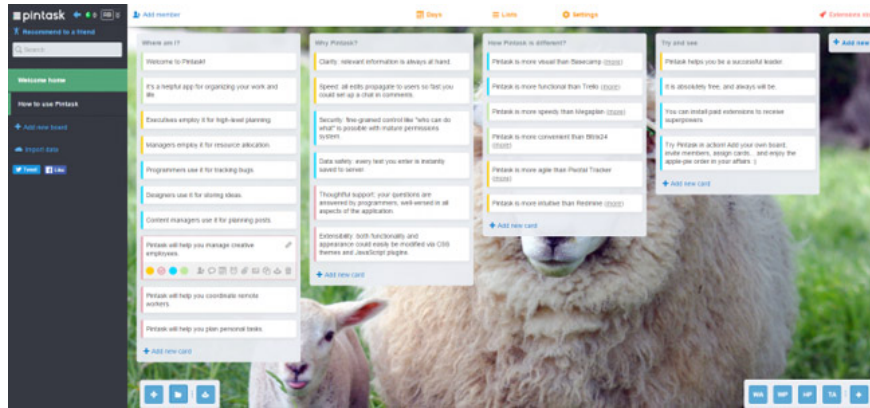 pintask
Add member
Days
Lists
Settings
Recommend to a friend
Search
Welcome home
How to use Pintask
Add new board
Import data
Tweet
Like
Where am I?
Welcome to Pintask!
It's a helpful app for organizing your work and
life.
Executives employ it for high-level planning.
Managers employ it for resource allocation.
Programmers use it for tracking bugs.
Designers use it for storing ideas.
Content managers use it for planning posts.
Pintask will help you manage creative
employees.
Pintask will help you coordinate remote
workers.
Pintask will help you plan personal tasks.
Add new card
Why Pintask?
Clarity: relevant information is always at hand.
Speed: all edits propagate to users so fast you
could set up a chat in comments.
Security: fine-grained control like "who can do
what" is possible with mature permissions
system.
Data safety: every text you enter is instantly
saved to server.
Thoughtful support: your questions are
answered by programmers, well-versed in all
aspects of the application.
Extensibility: both functionality and
appearance could easily be modified via CSS
themes and JavaScript plugins.
Add new card
How Pintask is different?
Pintask is more visual than Basecamp (more)
Pintask is more functional than Trello (more)
Pintask is more speedy than Megaplan (more)
Pintask is more convenient than Bitrix24
(more)
Pintask is more agile than Pivotal Tracker
(more)
Pintask is more intuitive than Redmine (more)
Add new card
Try and see
Pintask helps you be a successful leader.
It is absolutely free, and always will be.
You can install paid extensions to receive
superpowers.
Try Pintask in action! Add your own board,
invite members, assign cards... and enjoy the
apple-pie order in your affairs :)
Add new card
Extensions
Add new
WA
WP
HP
TA